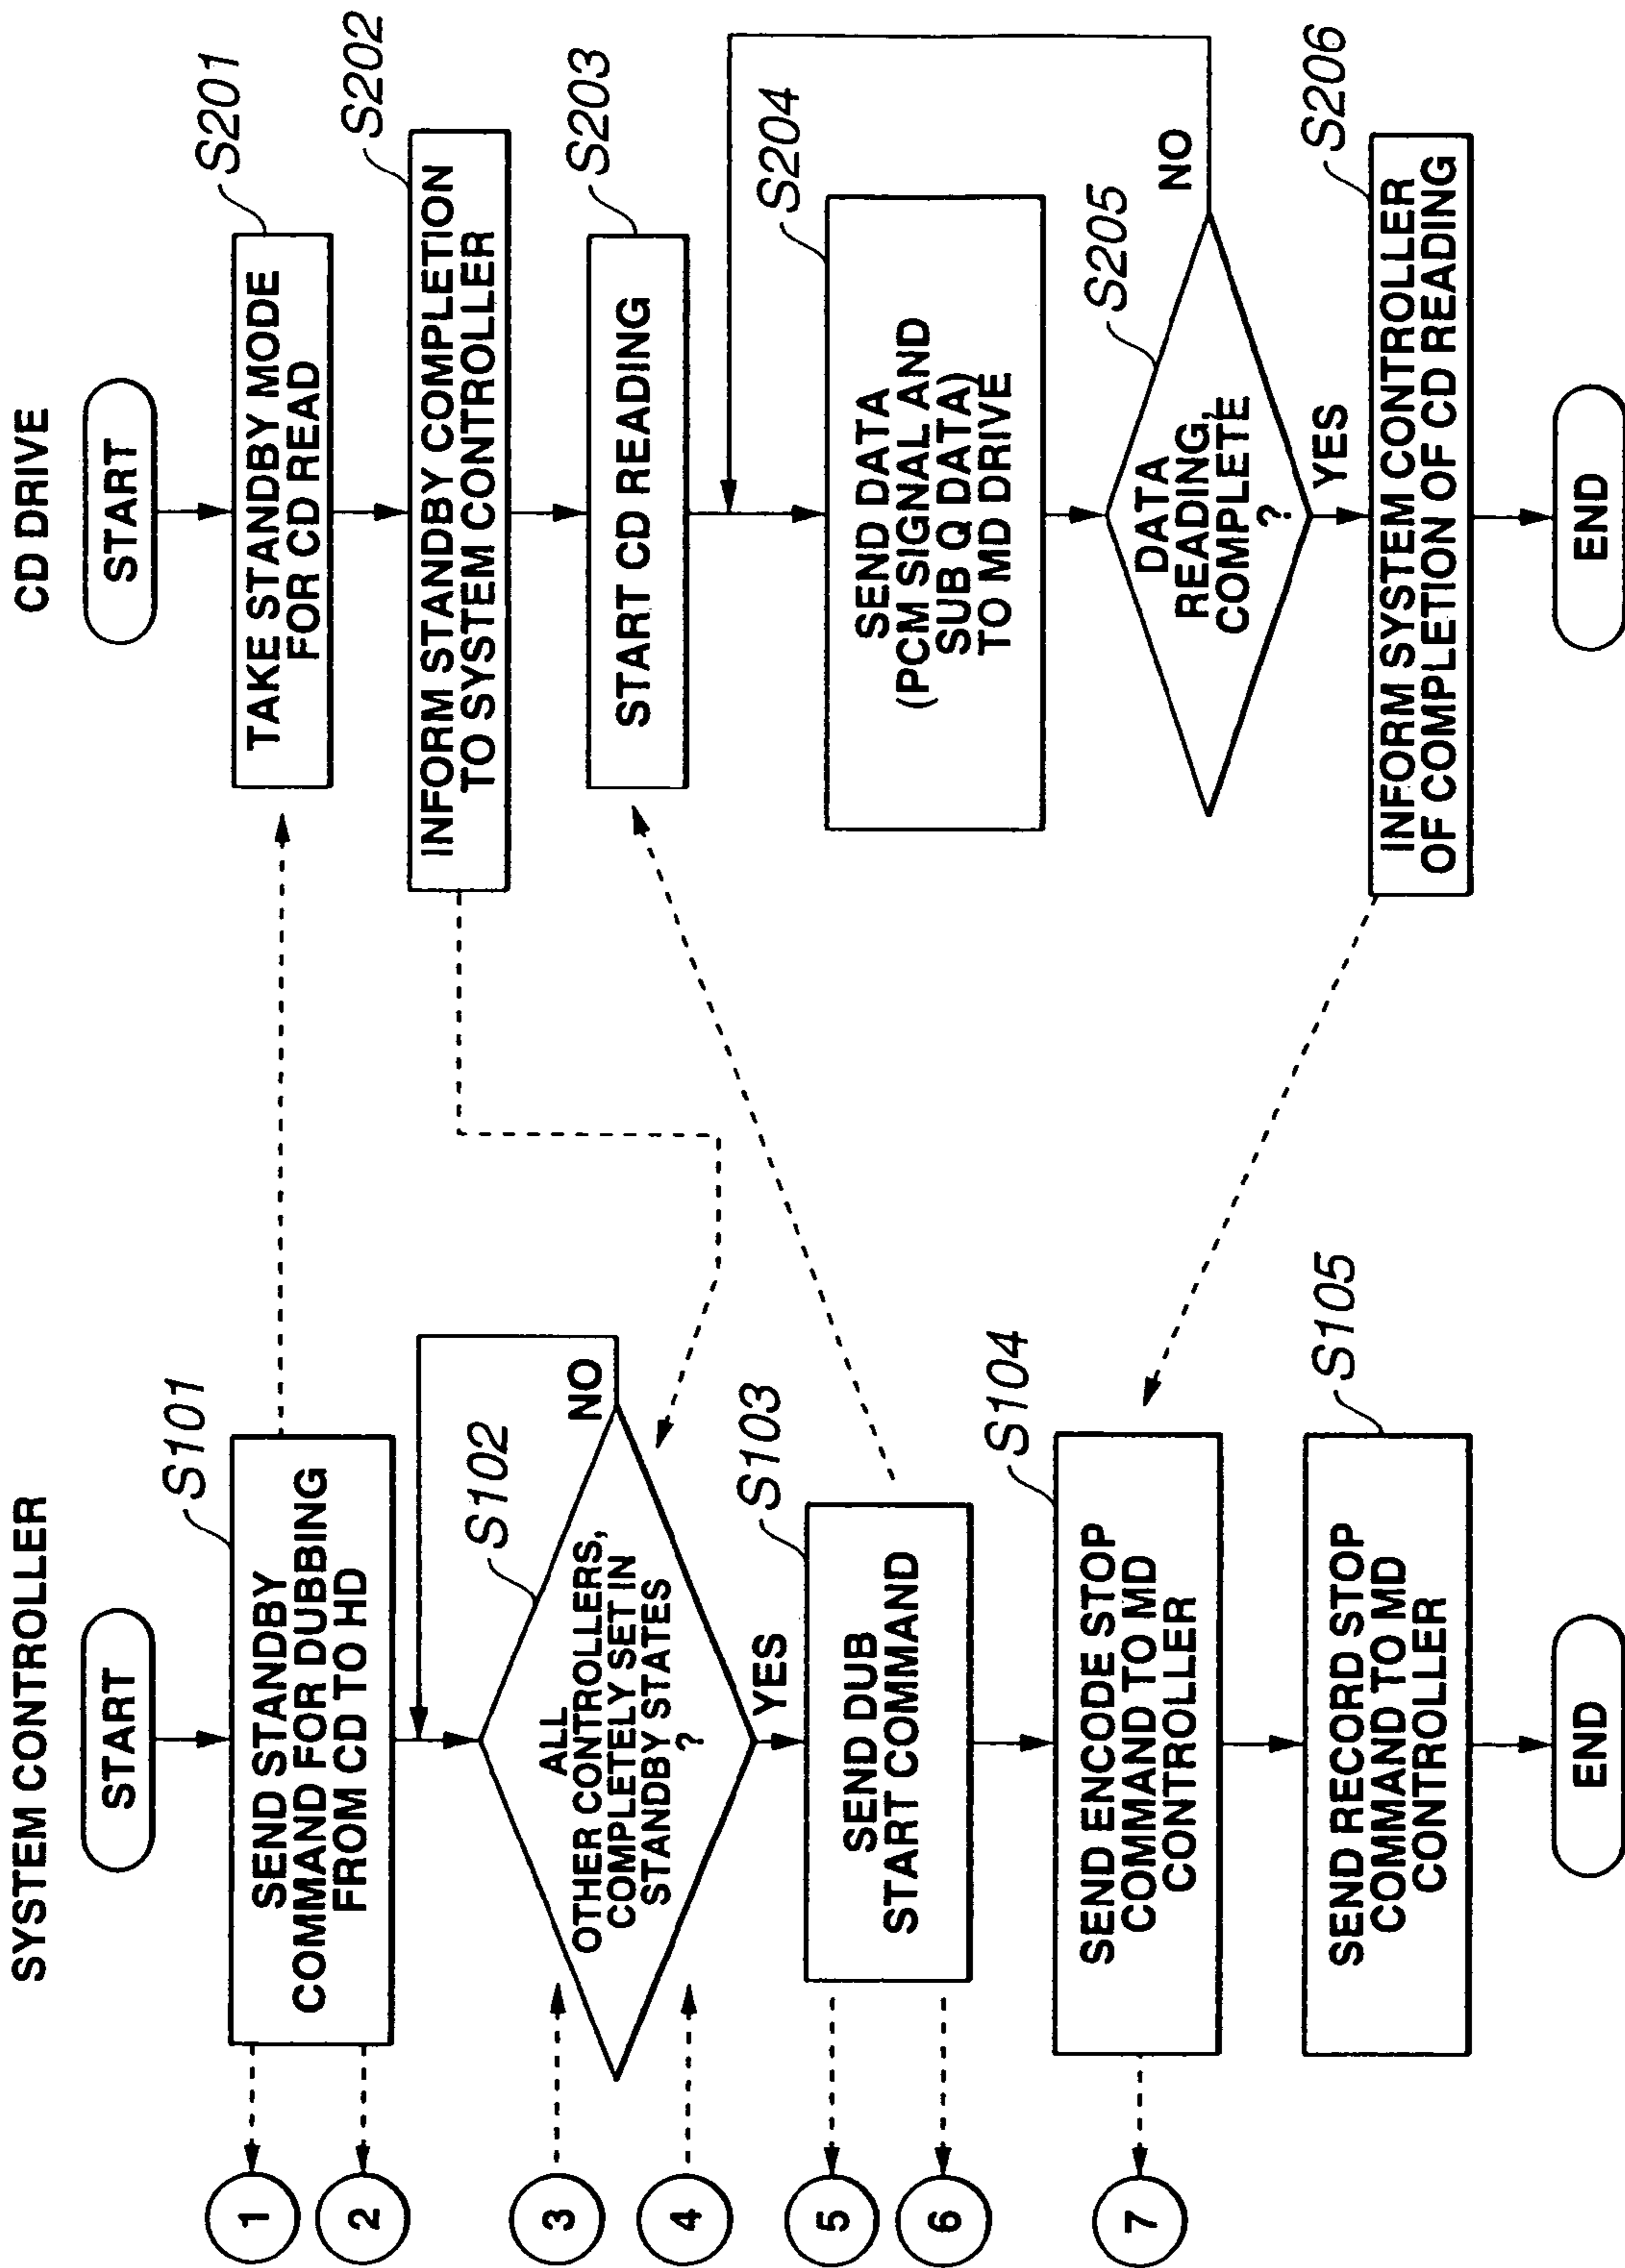 SYSTEM CONTROLLER
START
S101
SEND STANDBY
COMMAND FOR DUBBING
FROM CD TO HD
1
2
S102
ALL
OTHER CONTROLLERS,
COMPLETELY SET IN
STANDBY STATES
?
NO
YES
3
4
S103
SEND DUB
START COMMAND
5
6
S104
SEND ENCODE STOP
COMMAND TO MD
CONTROLLER
7
S105
SEND RECORD STOP
COMMAND TO MD
CONTROLLER
END
CD DRIVE
START
S201
TAKE STANDBY MODE
FOR CD READ
S202
INFORM STANDBY COMPLETION
TO SYSTEM CONTROLLER
S203
START CD READING
S204
SEND DATA
(PCM SIGNAL AND
SUB Q DATA)
TO MD DRIVE
S205
DATA
READING,
COMPLETE
?
NO
YES
S206
INFORM SYSTEM CONTROLLER
OF COMPLETION OF CD READING
END